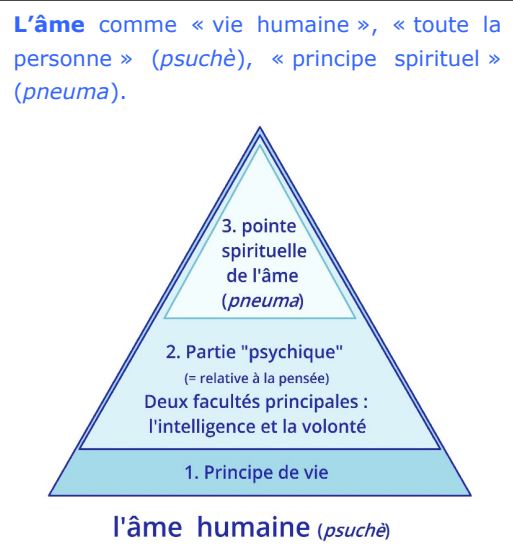 L’âme comme « vie humaine », « toute la
personne » (psuchè), « principe spirituel »
(pneuma).
3. pointe
spirituelle
de l'âme
(pneuma)
2. Partie "psychique"
(= relative à la pensée)
Deux facultés principales :
l'intelligence et la volonté
1. Principe de vie
l'âme humaine (psuchè)